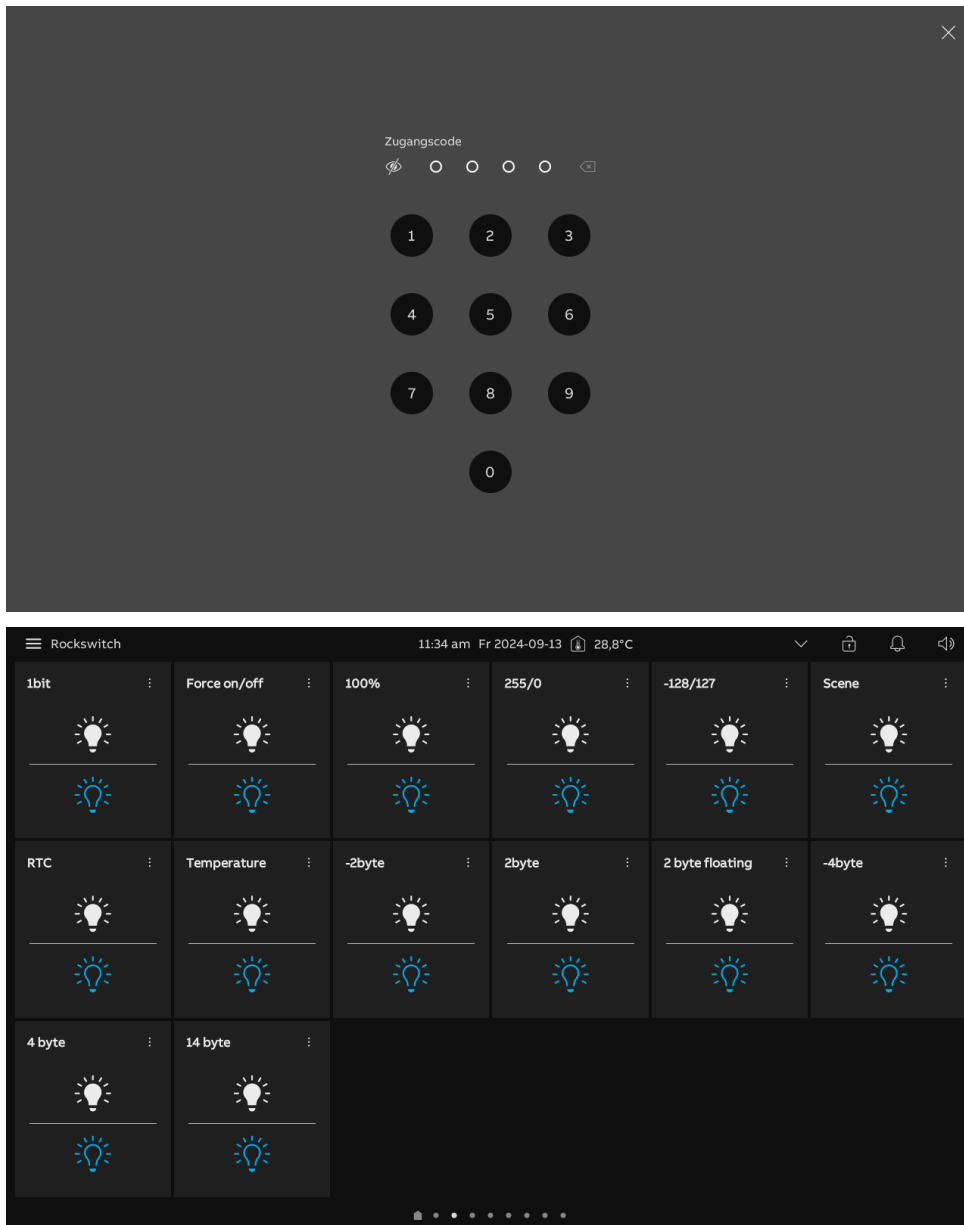 Zugangscode
1 2 3
4 5 6
7 8 9
0
Rockswitch 11:34 am Fr 2024-09-13 28,8°C
1bit Force on/off 100% 255/0 -128/127 Scene
RTC Temperature -2byte 2byte 2 byte floating -4byte
4 byte 14 byte